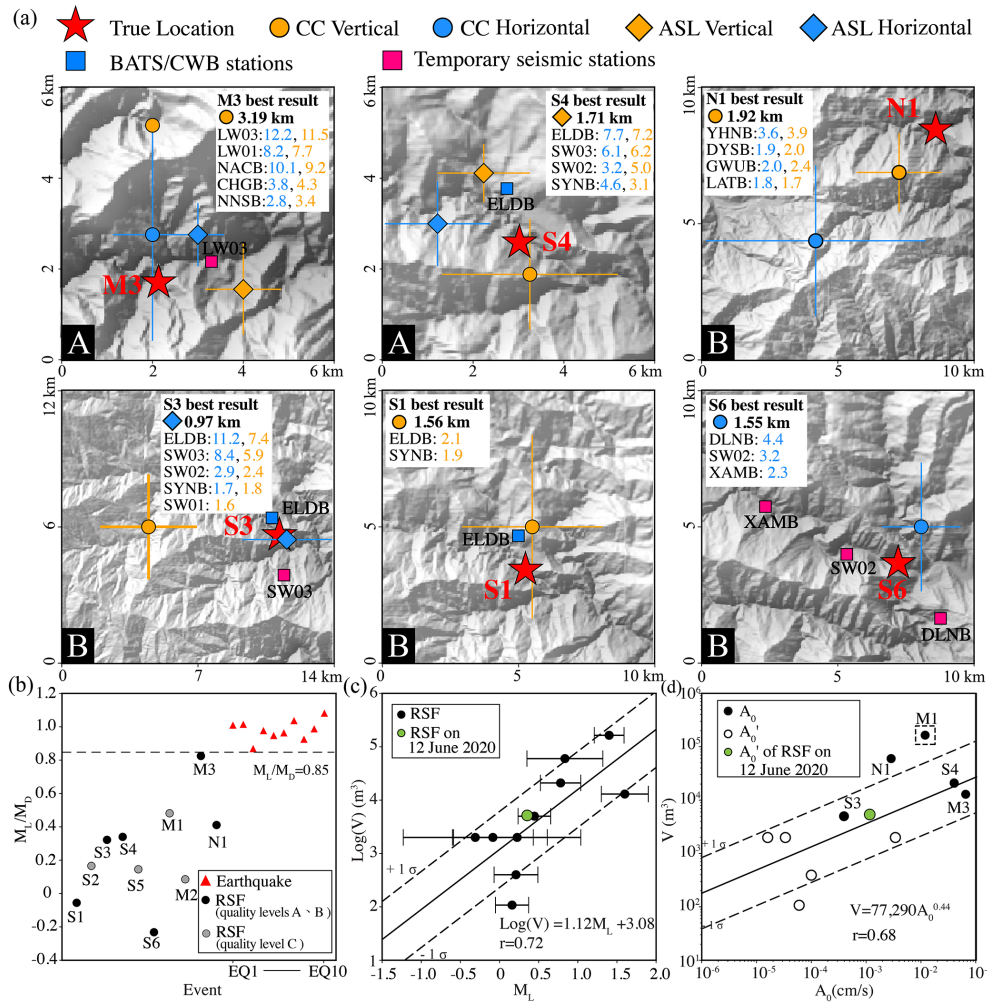 (a)
True Location
CC Vertical
CC Horizontal
ASL Vertical
ASL Horizontal
BATS/CWB stations
Temporary seismic stations
6 km
4
2
0
M3 best result
3.19 km
LW03:12.2, 11.5
LW01:8.2, 7.7
NACB:10.1, 9.2
CHGB:3.8, 4.3
NNSB:2.8, 3.4
LW03
M3
A
0
2
4
6 km
6 km
4
2
0
S4 best result
1.71 km
ELDB: 7.7, 7.2
SW03: 6.1, 6.2
SW02: 3.2, 5.0
SYNB:4.6, 3.1
ELDB
S4
A
0
2
4
6 km
10 km
5
0
N1 best result
1.92 km
YHNB:3.6, 3.9
DYSB:1.9, 2.0
GWUB:2.0, 2.4
LATB:1.8, 1.7
N1
B
0
5
10 km
12 km
6
0
S3 best result
0.97 km
ELDB:11.2, 7.4
SW03:8.4, 5.9
SW02:2.9, 2.4
SYNB:1.7, 1.8
SW01: 1.6
ELDB
S3
SW03
B
7
14 km
10 km
5
0
S1 best result
1.56 km
ELDB: 2.1
SYNB: 1.9
ELDB
S1
B
5
10 km
10 km
5
0
S6 best result
1.55 km
DLNB: 4.4
SW02: 3.2
XAMB: 2.3
XAMB
SW02
S6
DLNB
B
5
10 km
(b)
M_L/M_D
1.2
1.0
0.8
0.6
0.4
0.2
0
-0.2
-0.4
M_L/M_D=0.85
M3
M1
S3
S4
N1
S2
S5
M2
S1
S6
Earthquake
RSF
(quality levels A、B)
RSF
(quality level C)
EQ1
EQ10
Event
(c)
Log(V) (m³)
6
5
4
3
2
1
RSF
RSF on
12 June 2020
+1 σ
-1 σ
Log(V)=1.12M_L+3.08
r=0.72
-1.5
-1.0
-0.5
0
0.5
1.0
1.5
2.0
M_L
(d)
V (m³)
10⁶
10⁵
10⁴
10³
10²
10
A₀
A₀'
A₀' of RSF on
12 June 2020
M1
N1
S4
S3
M3
+1 σ
-1σ
V=77,290A₀^0.44
r=0.68
10⁻⁶
10⁻⁵
10⁻⁴
10⁻³
10⁻²
10⁻¹
A₀(cm/s)